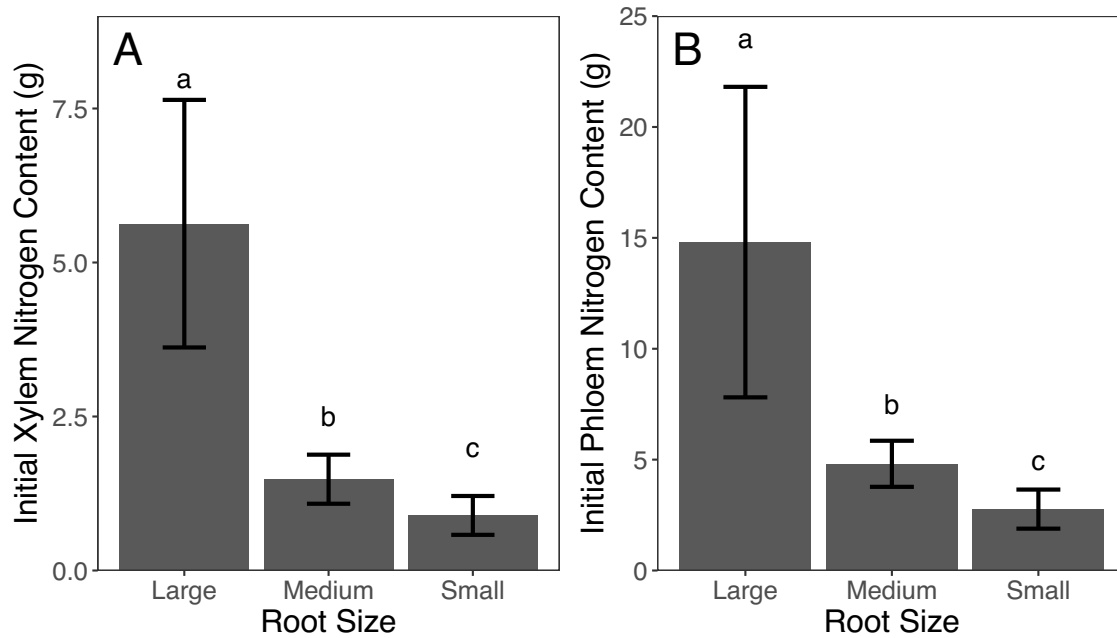 A
Initial Xylem Nitrogen Content (g)
7.5
5.0
2.5
0.0
a
b
c
Large Medium Small
Root Size
B
Initial Phloem Nitrogen Content (g)
25
20
15
10
5
0
a
b
c
Large Medium Small
Root Size